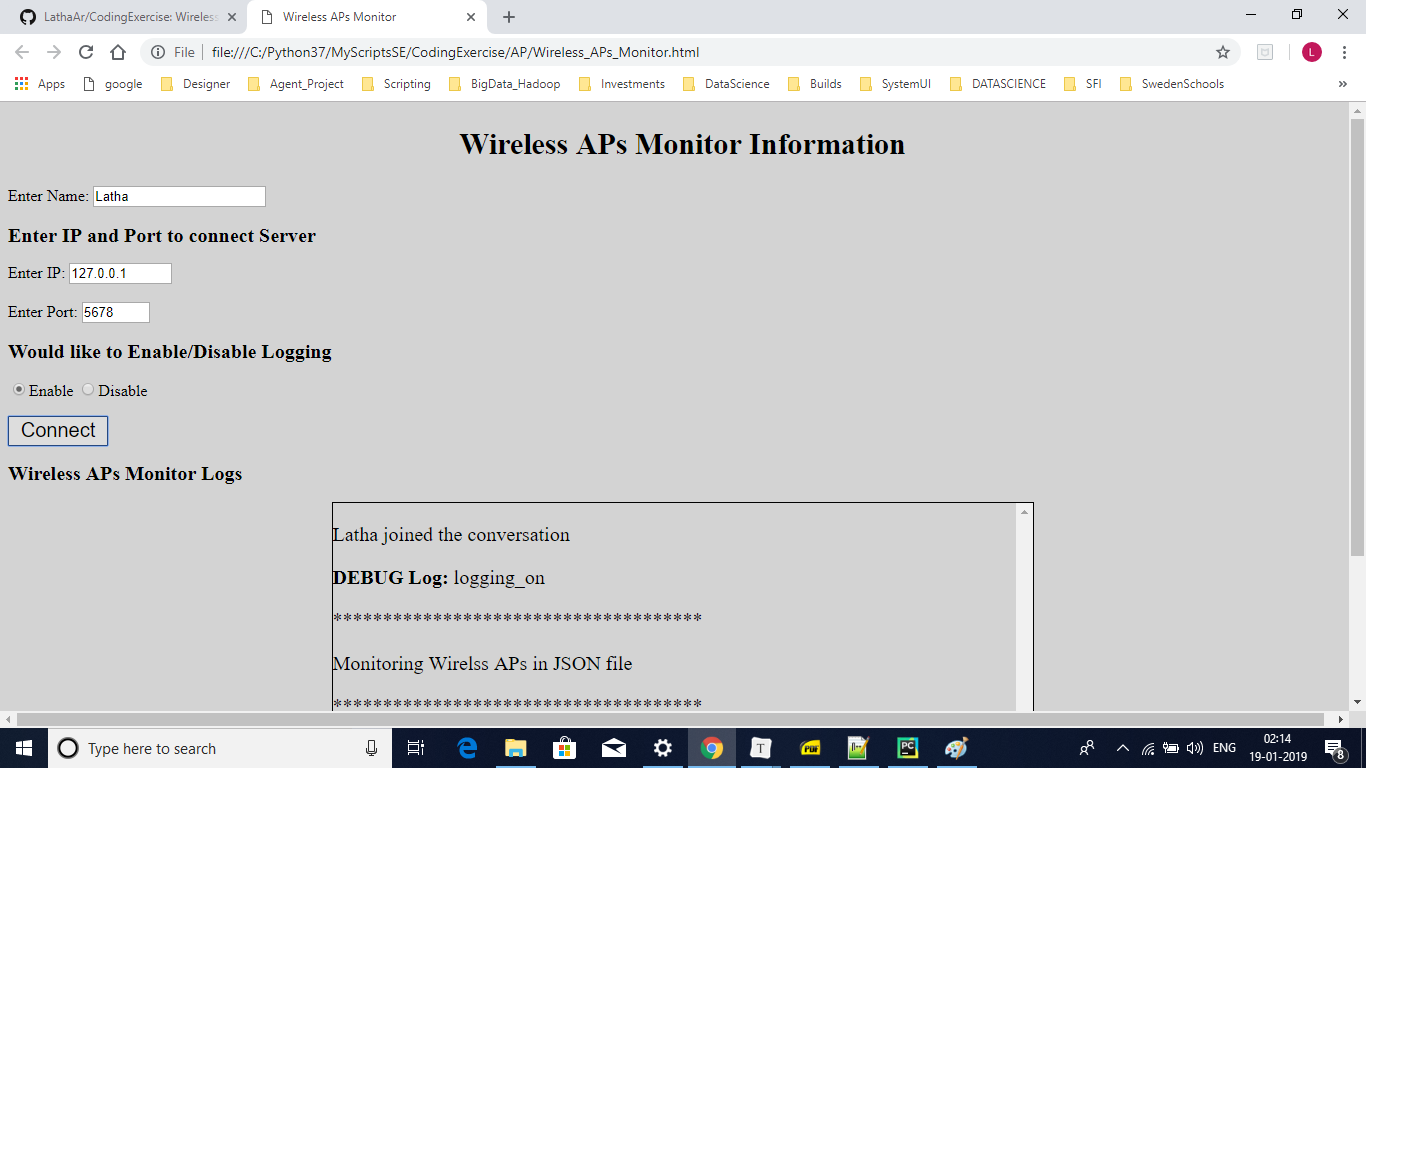 LathaAr/CodingExercise: Wireless
Wireless APs Monitor
File
file:///C:/Python37/MyScriptsSE/CodingExercise/AP/Wireless_APs_Monitor.html
L
Apps google Designer Agent_Project Scripting BigData_Hadoop Investments DataScience Builds SystemUI DATASCIENCE SFI SwedenSchools »
Wireless APs Monitor Information
Enter Name: Latha
Enter IP and Port to connect Server
Enter IP: 127.0.0.1
Enter Port: 5678
Would like to Enable/Disable Logging
Enable Disable
Connect
Wireless APs Monitor Logs
Latha joined the conversation
DEBUG Log: logging_on
*************************************
Monitoring Wirelss APs in JSON file
*************************************
Type here to search
T
PDF
PC
ENG
02:14
19-01-2019
8